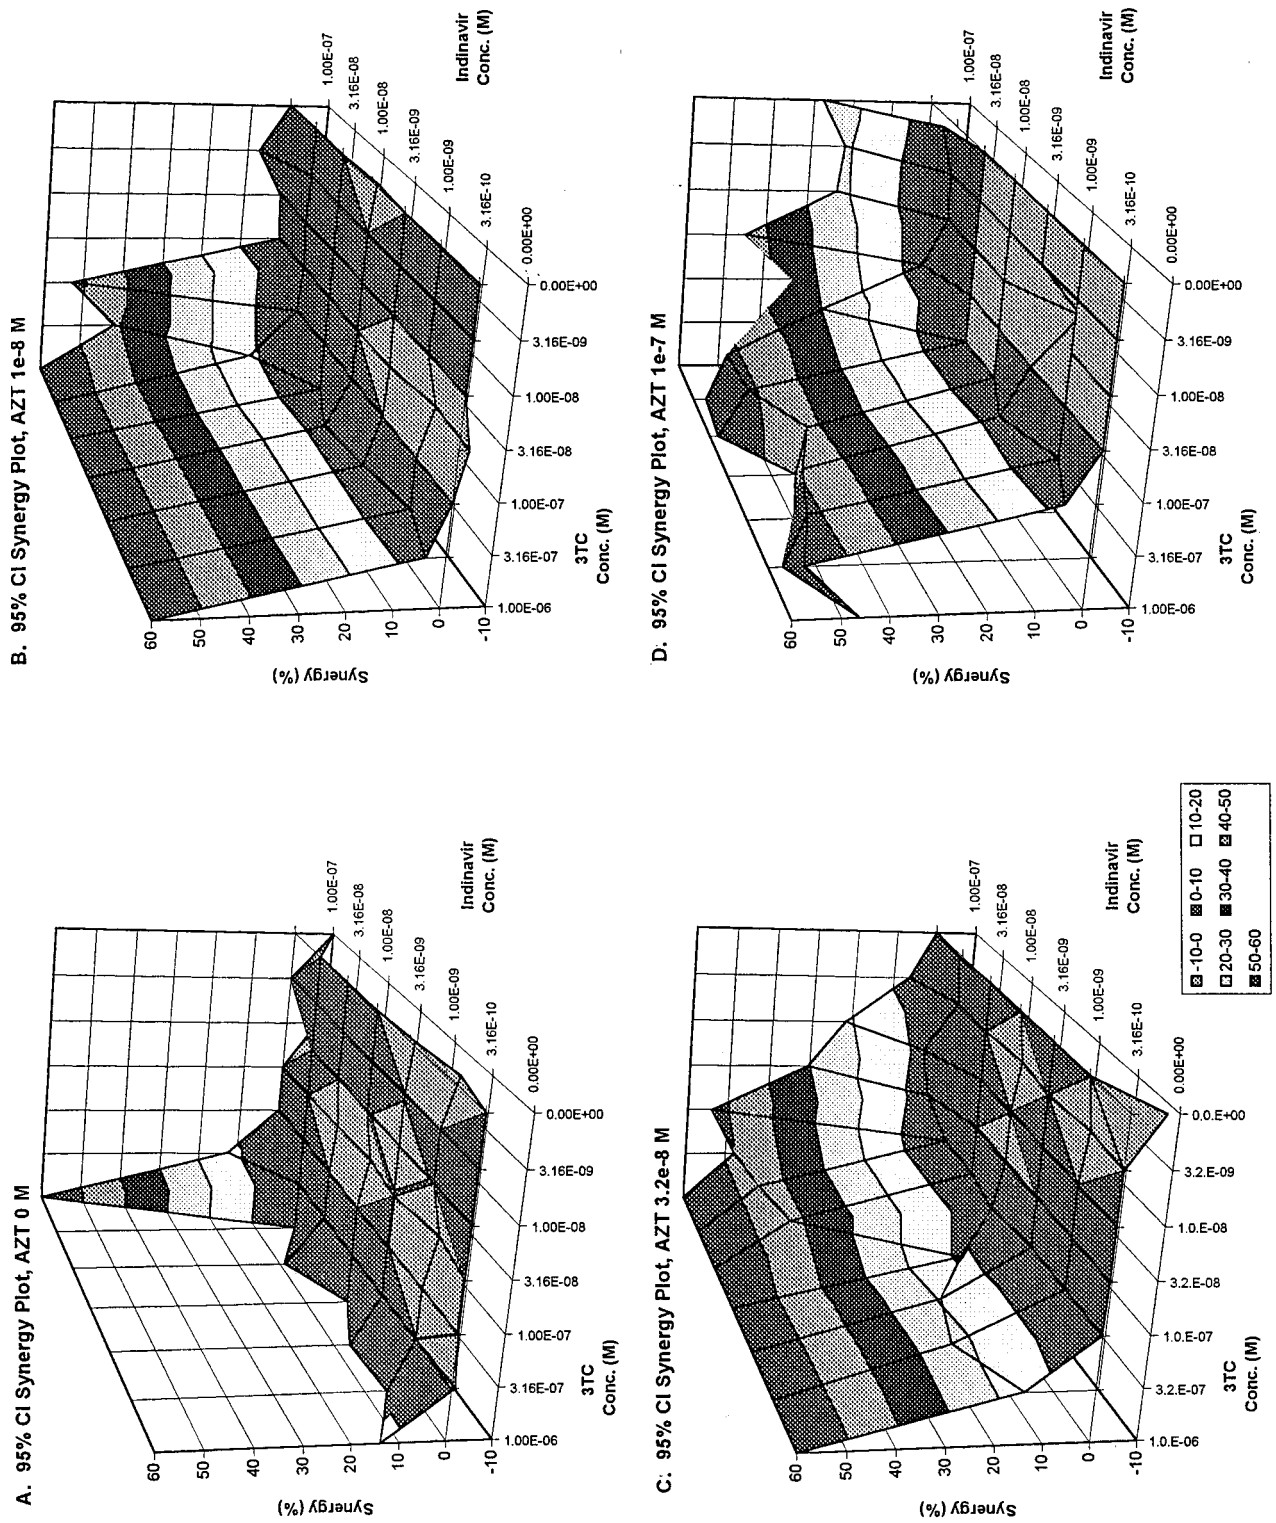 A. 95% CI Synergy Plot, AZT 0 M
Synergy (%)
60
50
40
30
20
10
0
-10
1.00E-06
3.16E-07
1.00E-07
3.16E-08
1.00E-08
3.16E-09
0.00E+00
3TC
Conc. (M)
0.00E+00
3.16E-10
1.00E-09
3.16E-09
1.00E-08
3.16E-08
1.00E-07
Indinavir
Conc. (M)
B. 95% CI Synergy Plot, AZT 1e-8 M
Synergy (%)
60
50
40
30
20
10
0
-10
1.00E-06
3.16E-07
1.00E-07
3.16E-08
1.00E-08
3.16E-09
0.00E+00
3TC
Conc. (M)
0.00E+00
3.16E-10
1.00E-09
3.16E-09
1.00E-08
3.16E-08
1.00E-07
Indinavir
Conc. (M)
C. 95% CI Synergy Plot, AZT 3.2e-8 M
Synergy (%)
60
50
40
30
20
10
0
-10
1.0E-06
3.2E-07
1.0E-07
3.2E-08
1.0E-08
3.2E-09
0.0.E+00
3TC
Conc. (M)
0.00E+00
3.16E-10
1.00E-09
3.16E-09
1.00E-08
3.16E-08
1.00E-07
Indinavir
Conc. (M)
D. 95% CI Synergy Plot, AZT 1e-7 M
Synergy (%)
60
50
40
30
20
10
0
-10
1.00E-06
3.16E-07
1.00E-07
3.16E-08
1.00E-08
3.16E-09
0.00E+00
3TC
Conc. (M)
0.00E+00
3.16E-10
1.00E-09
3.16E-09
1.00E-08
3.16E-08
1.00E-07
Indinavir
Conc. (M)
-10-0 0-10 10-20
20-30 30-40 40-50
50-60